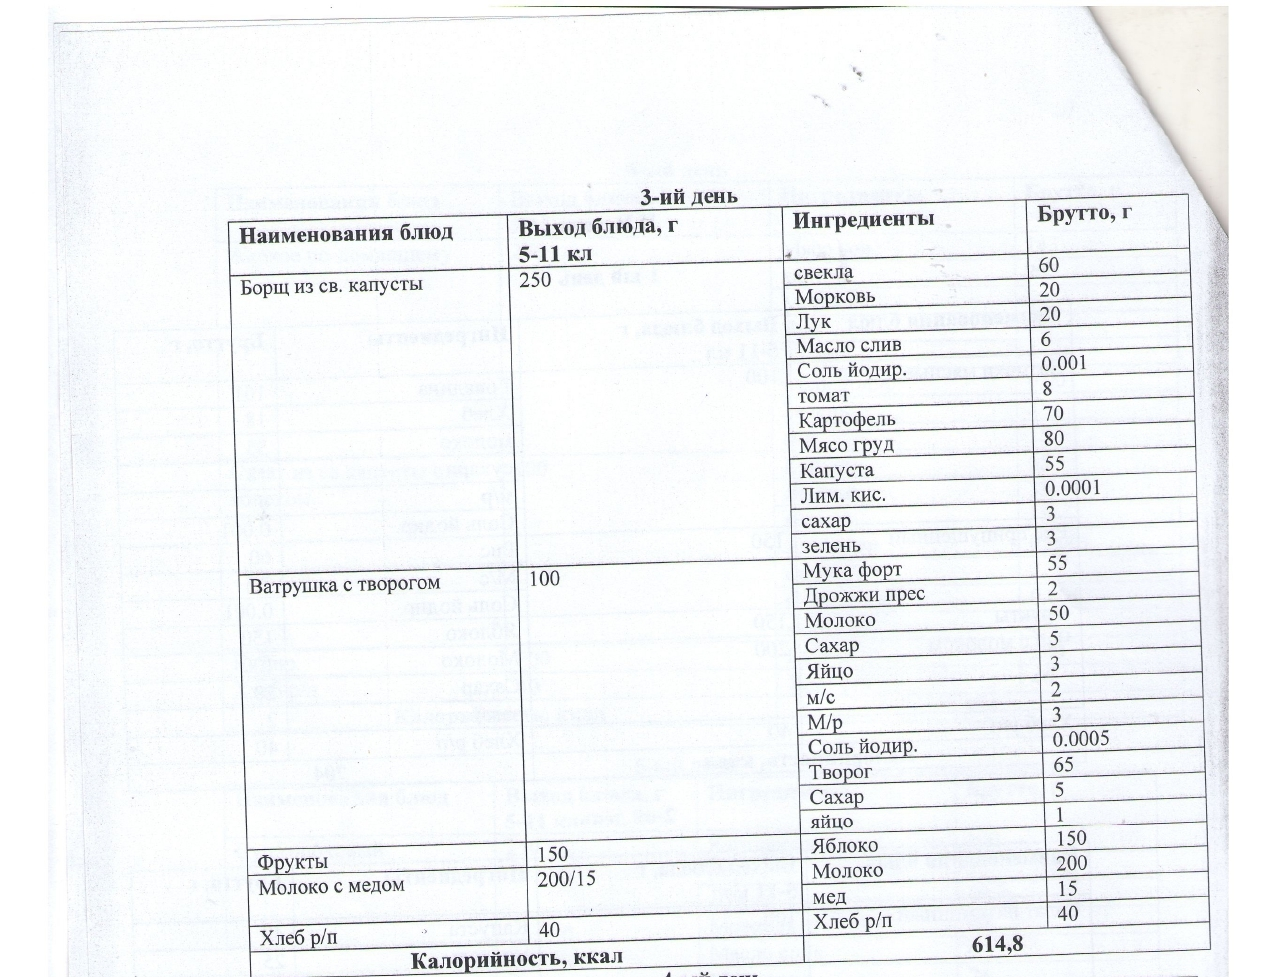 3-ий день
Наименования блюд Выход блюда, г Ингредиенты Брутто, г
5-11 кл
Борщ из св. капусты 250 свекла 60
Морковь 20
Лук 20
Масло слив 6
Соль йодир. 0.001
томат 8
Картофель 70
Мясо груд 80
Капуста 55
Лим. кис. 0.0001
сахар 3
зелень 3
Ватрушка с творогом 100 Мука форт 55
Дрожжи прес 2
Молоко 50
Сахар 5
Яйцо 3
м/с 2
М/р 3
Соль йодир. 0.0005
Творог 65
Сахар 5
яйцо 1
Фрукты 150 Яблоко 150
Молоко с медом 200/15 Молоко 200
мед 15
Хлеб р/п 40 Хлеб р/п 40
Калорийность, ккал 614,8